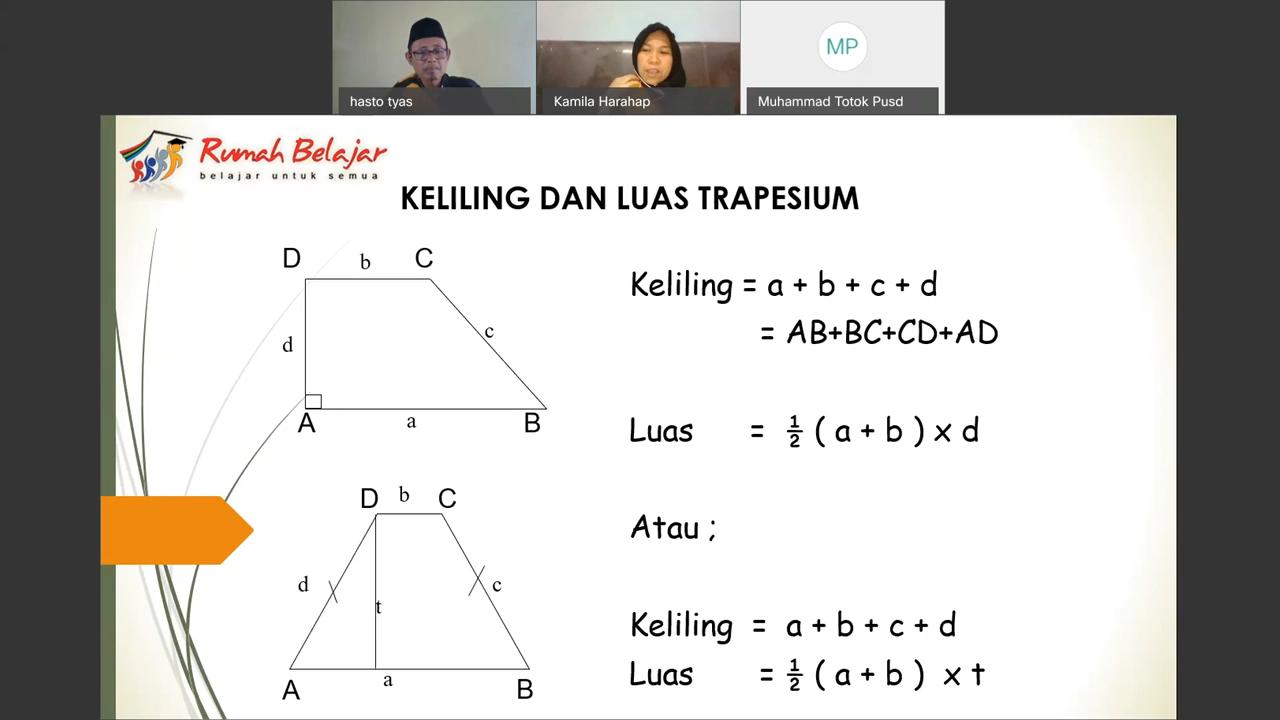 hasto tyas
Kamila Harahap
MP
Muhammad Totok Pusd
Rumah Belajar
belajar untuk semua
KELILING DAN LUAS TRAPESIUM
D b C
d c
A a B
Keliling = a + b + c + d
= AB+BC+CD+AD
Luas = ½ ( a + b ) x d
Atau ;
D b C
d t c
A a B
Keliling = a + b + c + d
Luas = ½ ( a + b ) x t